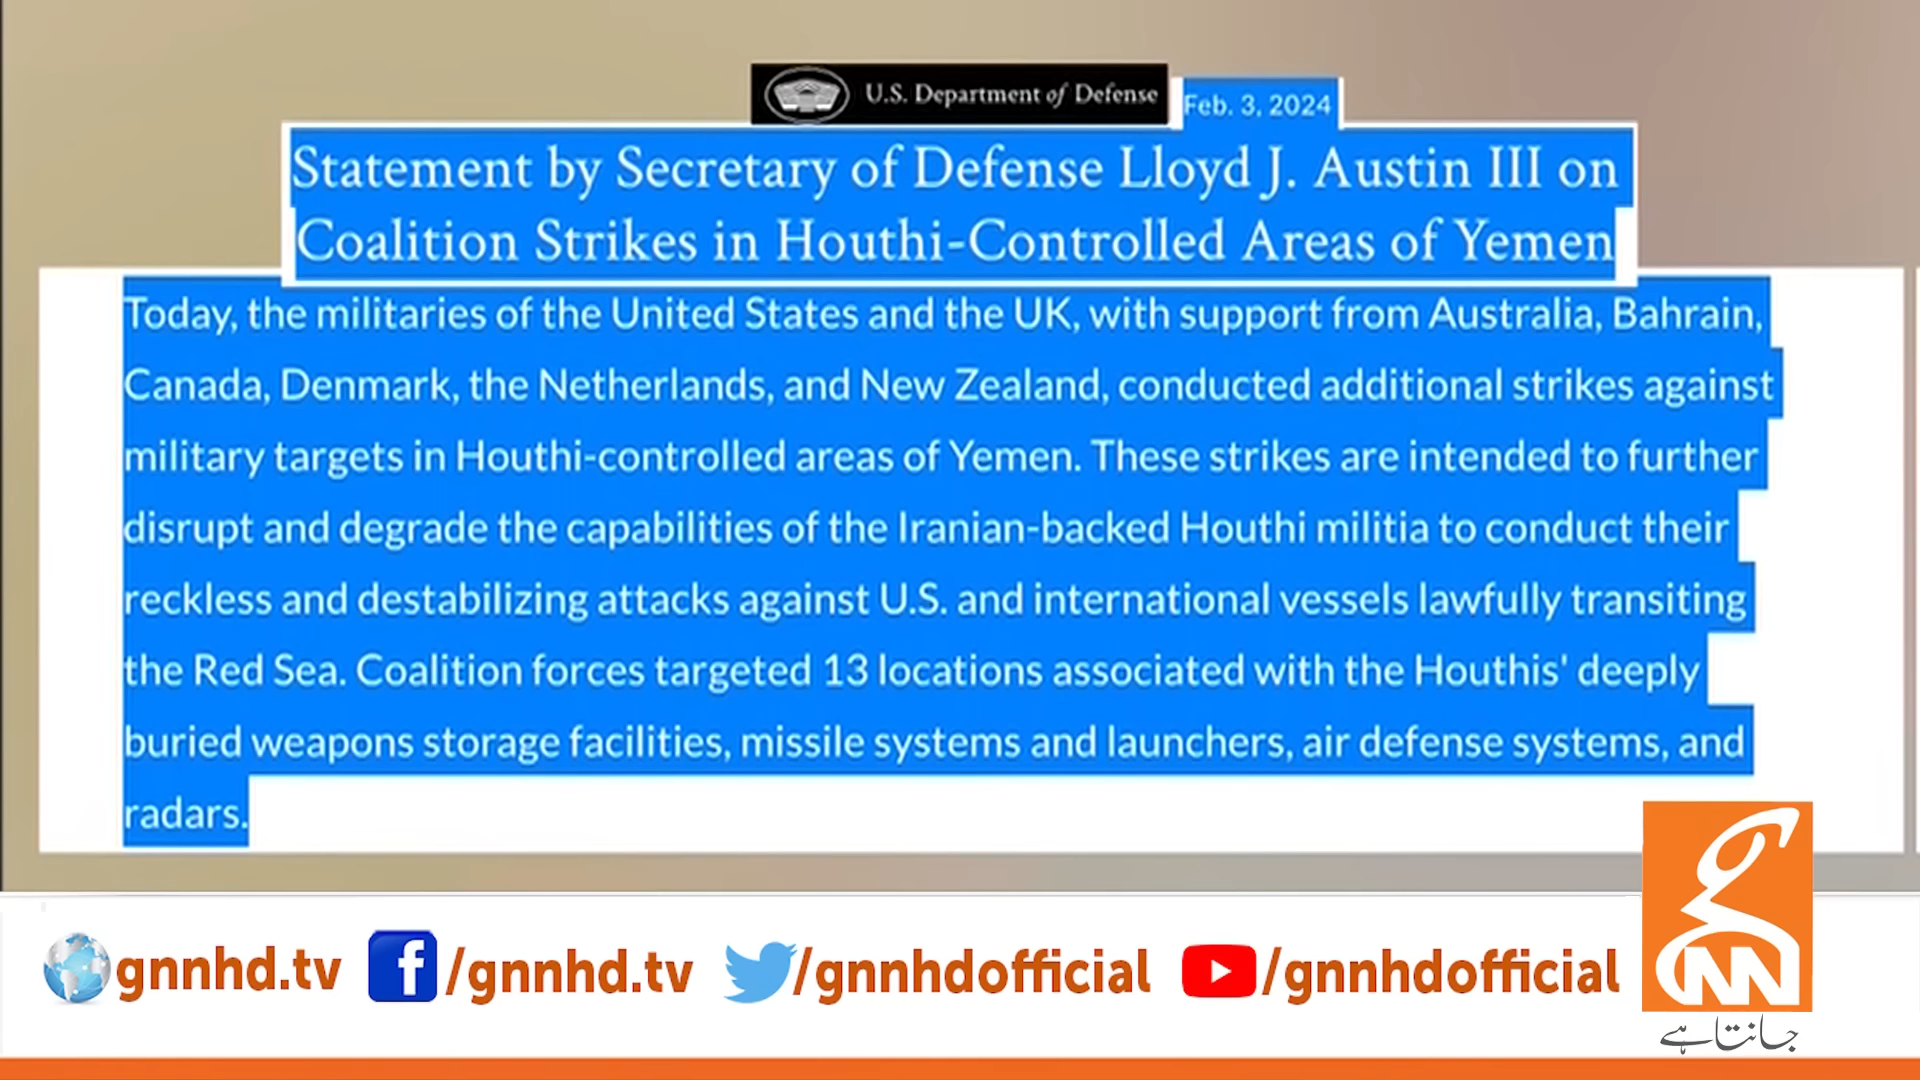 U.S. Department of Defense
Feb. 3, 2024
Statement by Secretary of Defense Lloyd J. Austin III on
Coalition Strikes in Houthi-Controlled Areas of Yemen
Today, the militaries of the United States and the UK, with support from Australia, Bahrain,
Canada, Denmark, the Netherlands, and New Zealand, conducted additional strikes against
military targets in Houthi-controlled areas of Yemen. These strikes are intended to further
disrupt and degrade the capabilities of the Iranian-backed Houthi militia to conduct their
reckless and destabilizing attacks against U.S. and international vessels lawfully transiting
the Red Sea. Coalition forces targeted 13 locations associated with the Houthis' deeply
buried weapons storage facilities, missile systems and launchers, air defense systems, and
radars.
gnnhd.tv
/gnnhd.tv
/gnnhdofficial
/gnnhdofficial
GNN
جانتا ہے